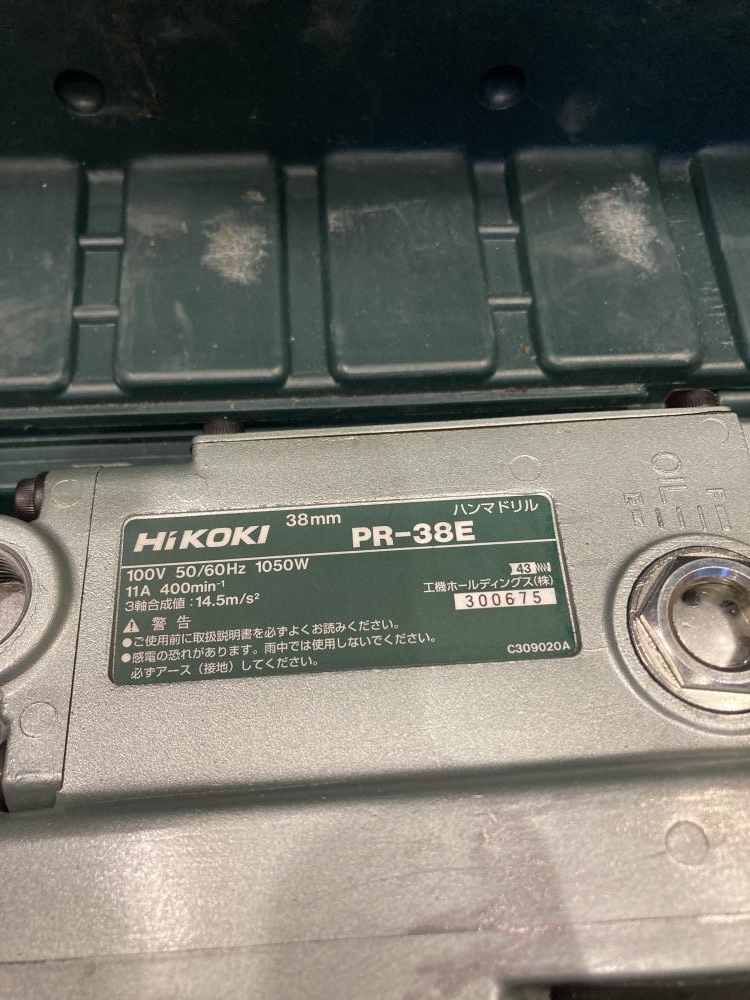 OIL
HiKOKI 38mm ハンマドリル
PR-38E
100V 50/60Hz 1050W
11A 400min⁻¹
3軸合成値：14.5m/s²
43
工機ホールディングス(株)
300675
警告
●ご使用前に取扱説明書を必ずよくお読みください。
●感電の恐れがあります。雨中では使用しないでください。
必ずアース（接地）してください。
C309020A